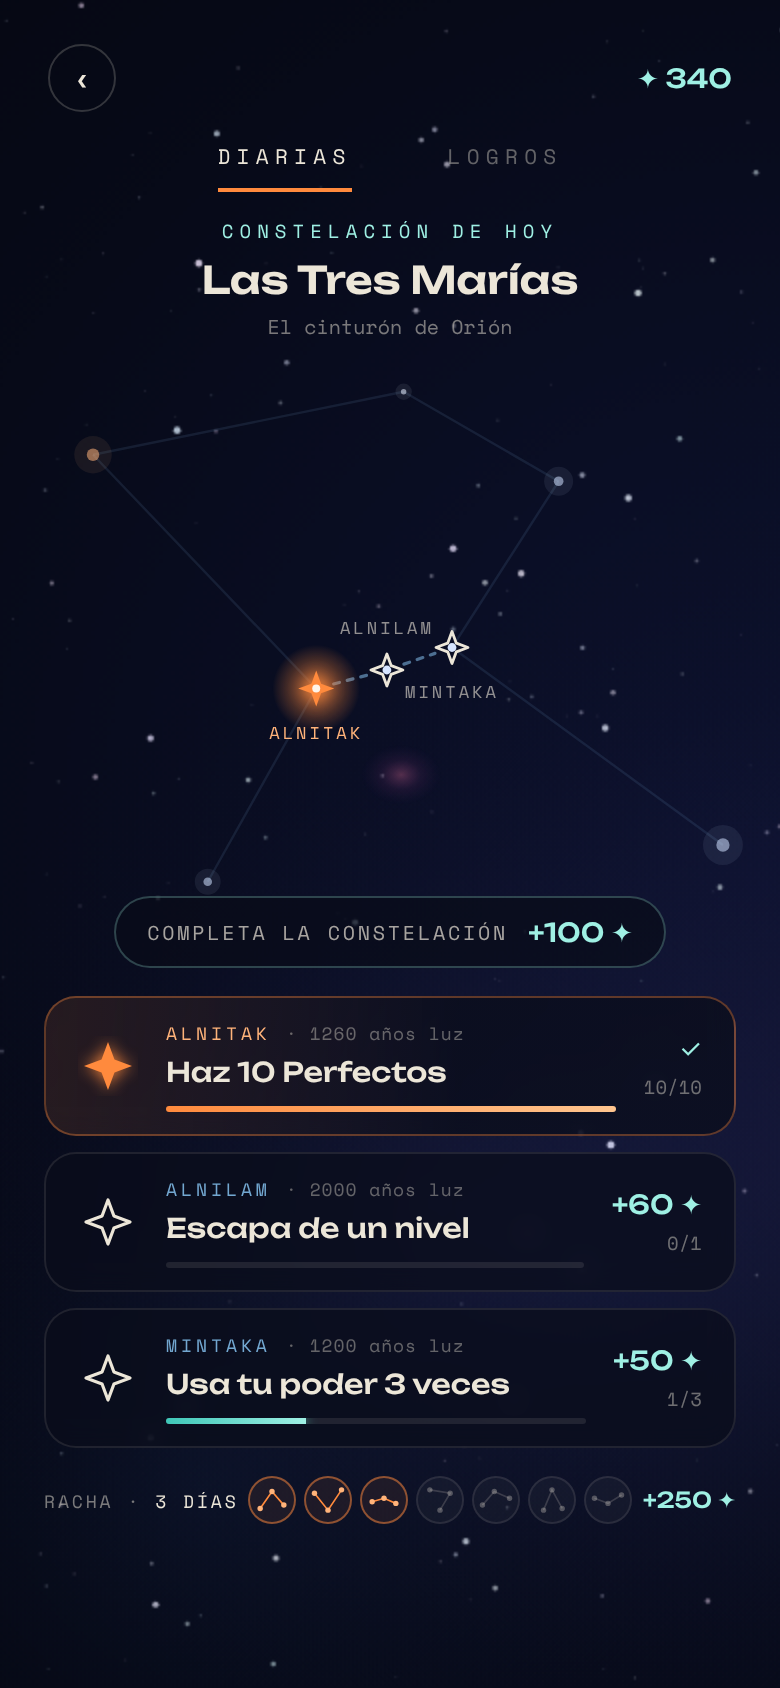 ‹
✦ 340
DIARIAS
LOGROS
CONSTELACIÓN DE HOY
Las Tres Marías
El cinturón de Orión
ALNILAM
MINTAKA
ALNITAK
COMPLETA LA CONSTELACIÓN +100 ✦
ALNITAK · 1260 años luz
Haz 10 Perfectos
✓
10/10
ALNILAM · 2000 años luz
Escapa de un nivel
+60 ✦
0/1
MINTAKA · 1200 años luz
Usa tu poder 3 veces
+50 ✦
1/3
RACHA · 3 DÍAS +250 ✦